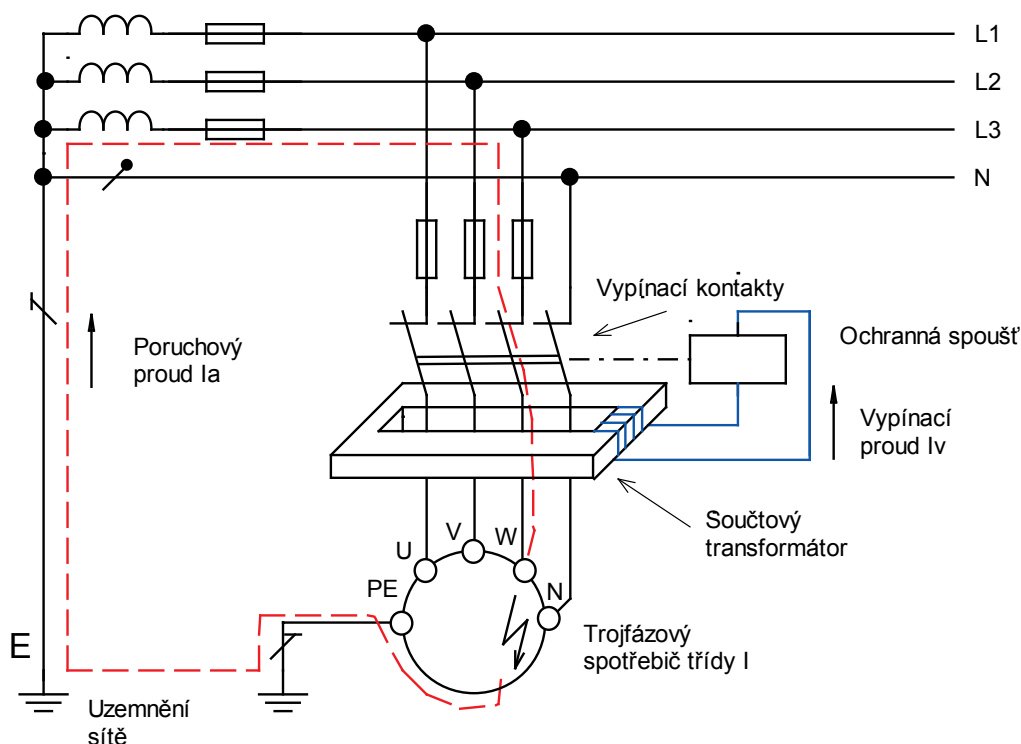 L1
L2
L3
N
Vypínací kontakty
Ochranná spoušť
Poruchový
proud Ia
Vypínací
proud Iv
Součtový
transformátor
U
V
W
PE
N
E
Trojfázový
spotřebič třídy I
Uzemnění
sítě